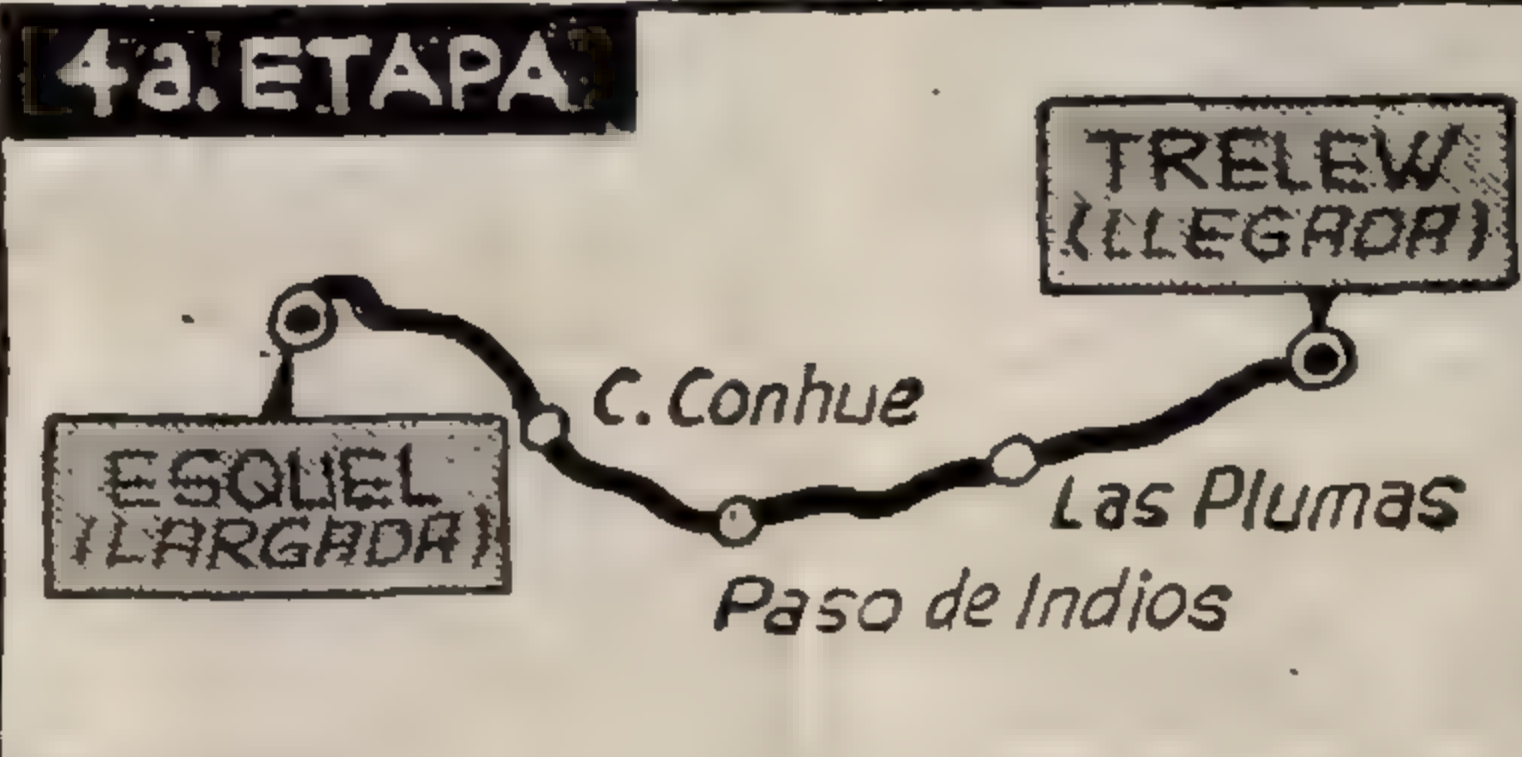 4a. ETAPA
TRELEW
(LLEGADA)
C. Conhue
ESQUEL
(LARGADA)
Las Plumas
Paso de Indios